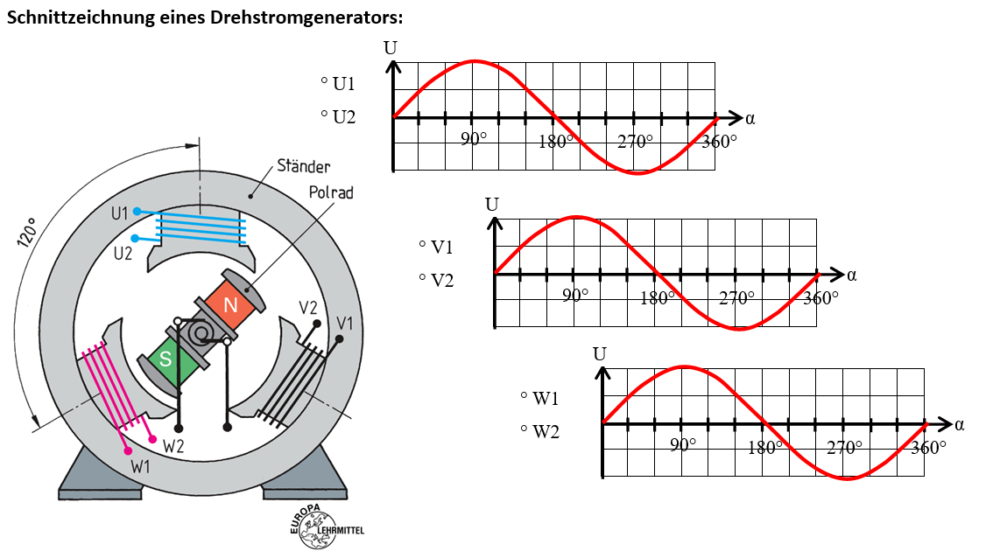 Schnittzeichnung eines Drehstromgenerators:
U
° U1
° U2
α
90°
180°
270°
360°
120°
Ständer
Polrad
U1
U2
N
S
V2
V1
W2
W1
U
° V1
° V2
α
90°
180°
270°
360°
U
° W1
° W2
α
90°
180°
270°
360°
EUROPA
LEHRMITTEL